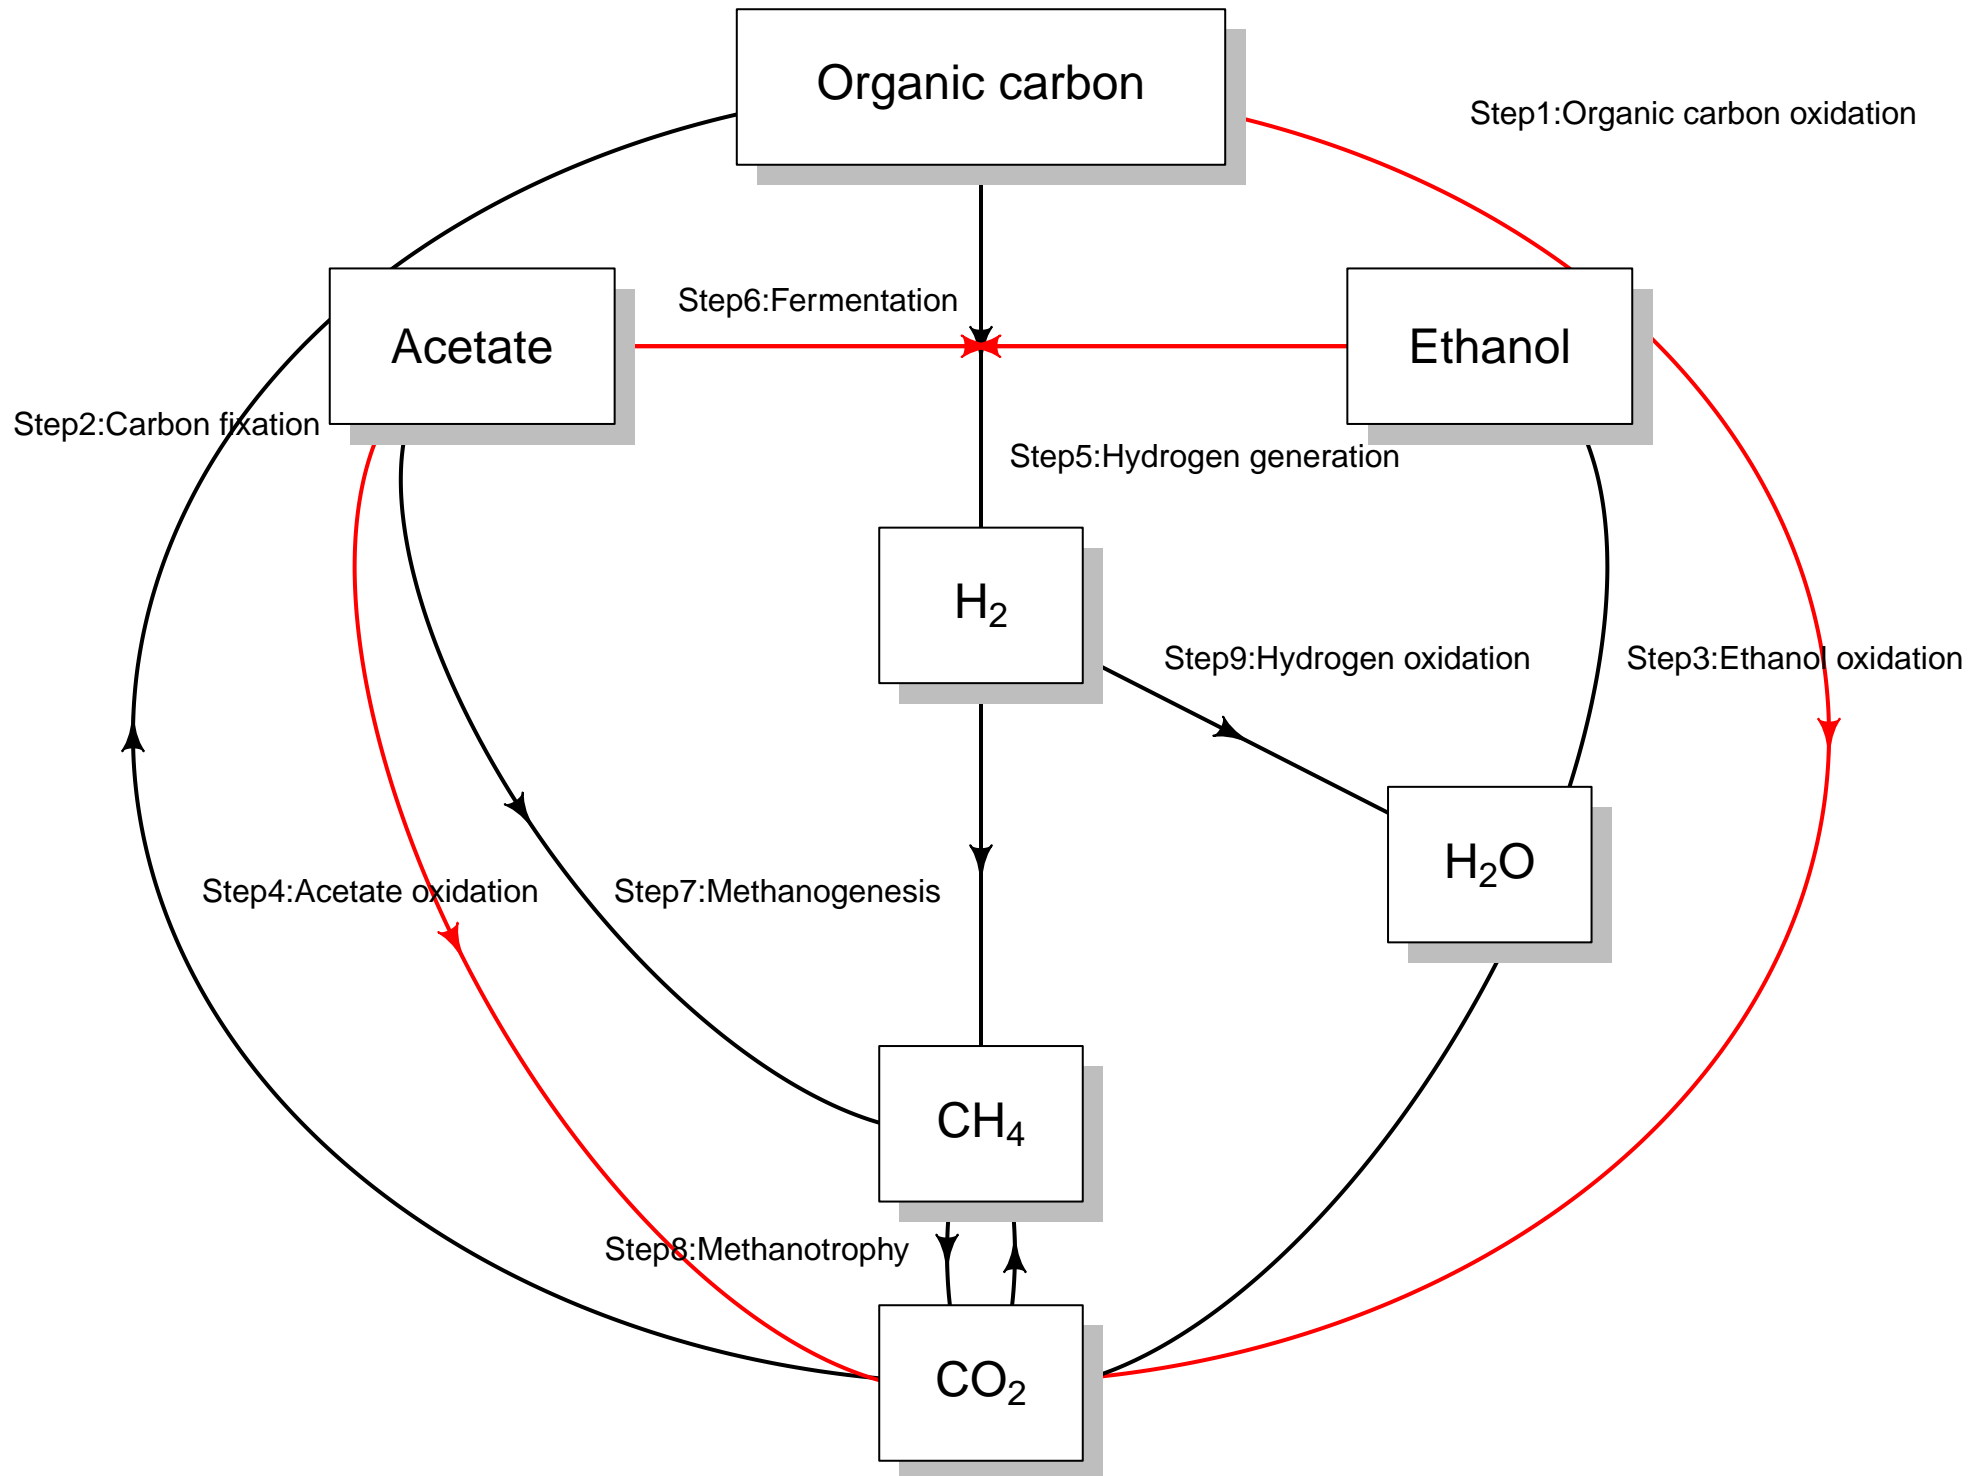 Organic carbon
Step1:Organic carbon oxidation
Step6:Fermentation
Acetate
Ethanol
Step2:Carbon fixation
Step5:Hydrogen generation
H₂
Step9:Hydrogen oxidation
Step3:Ethanol oxidation
H₂O
Step4:Acetate oxidation
Step7:Methanogenesis
CH₄
Step8:Methanotrophy
CO₂